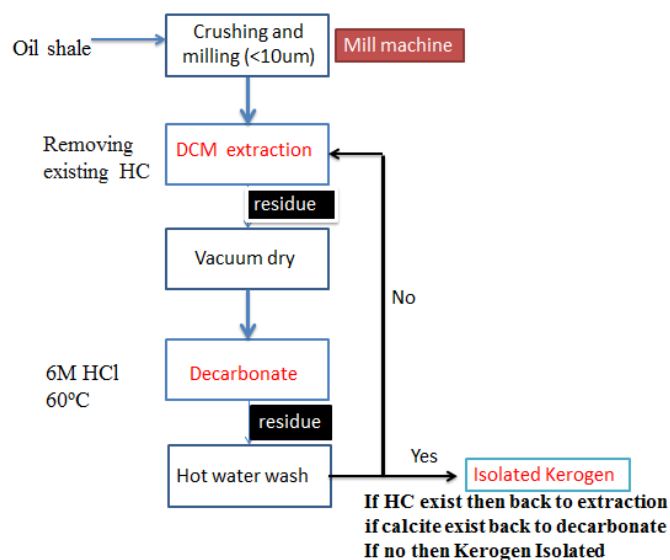 Oil shale
Crushing and
milling (<10um)
Mill machine
Removing
existing HC
DCM extraction
residue
Vacuum dry
No
6M HCl
60ºC
Decarbonate
residue
Hot water wash
Yes
Isolated Kerogen
If HC exist then back to extraction
if calcite exist back to decarbonate
If no then Kerogen Isolated